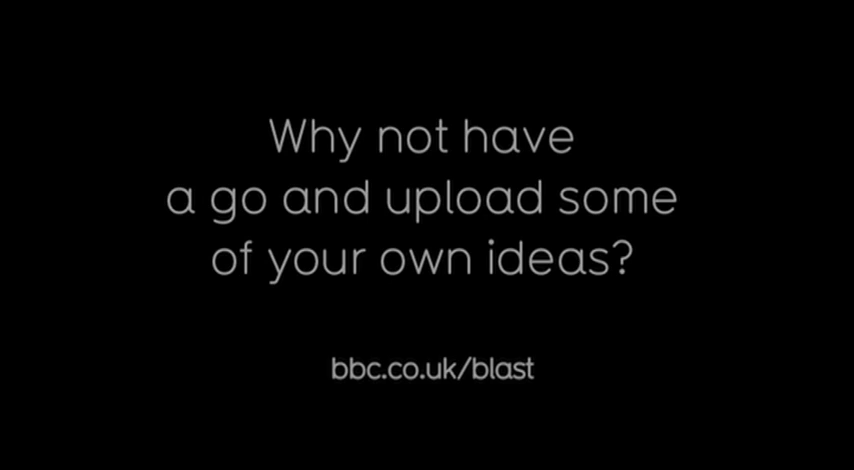 Why not have
a go and upload some
of your own ideas?
bbc.co.uk/blast